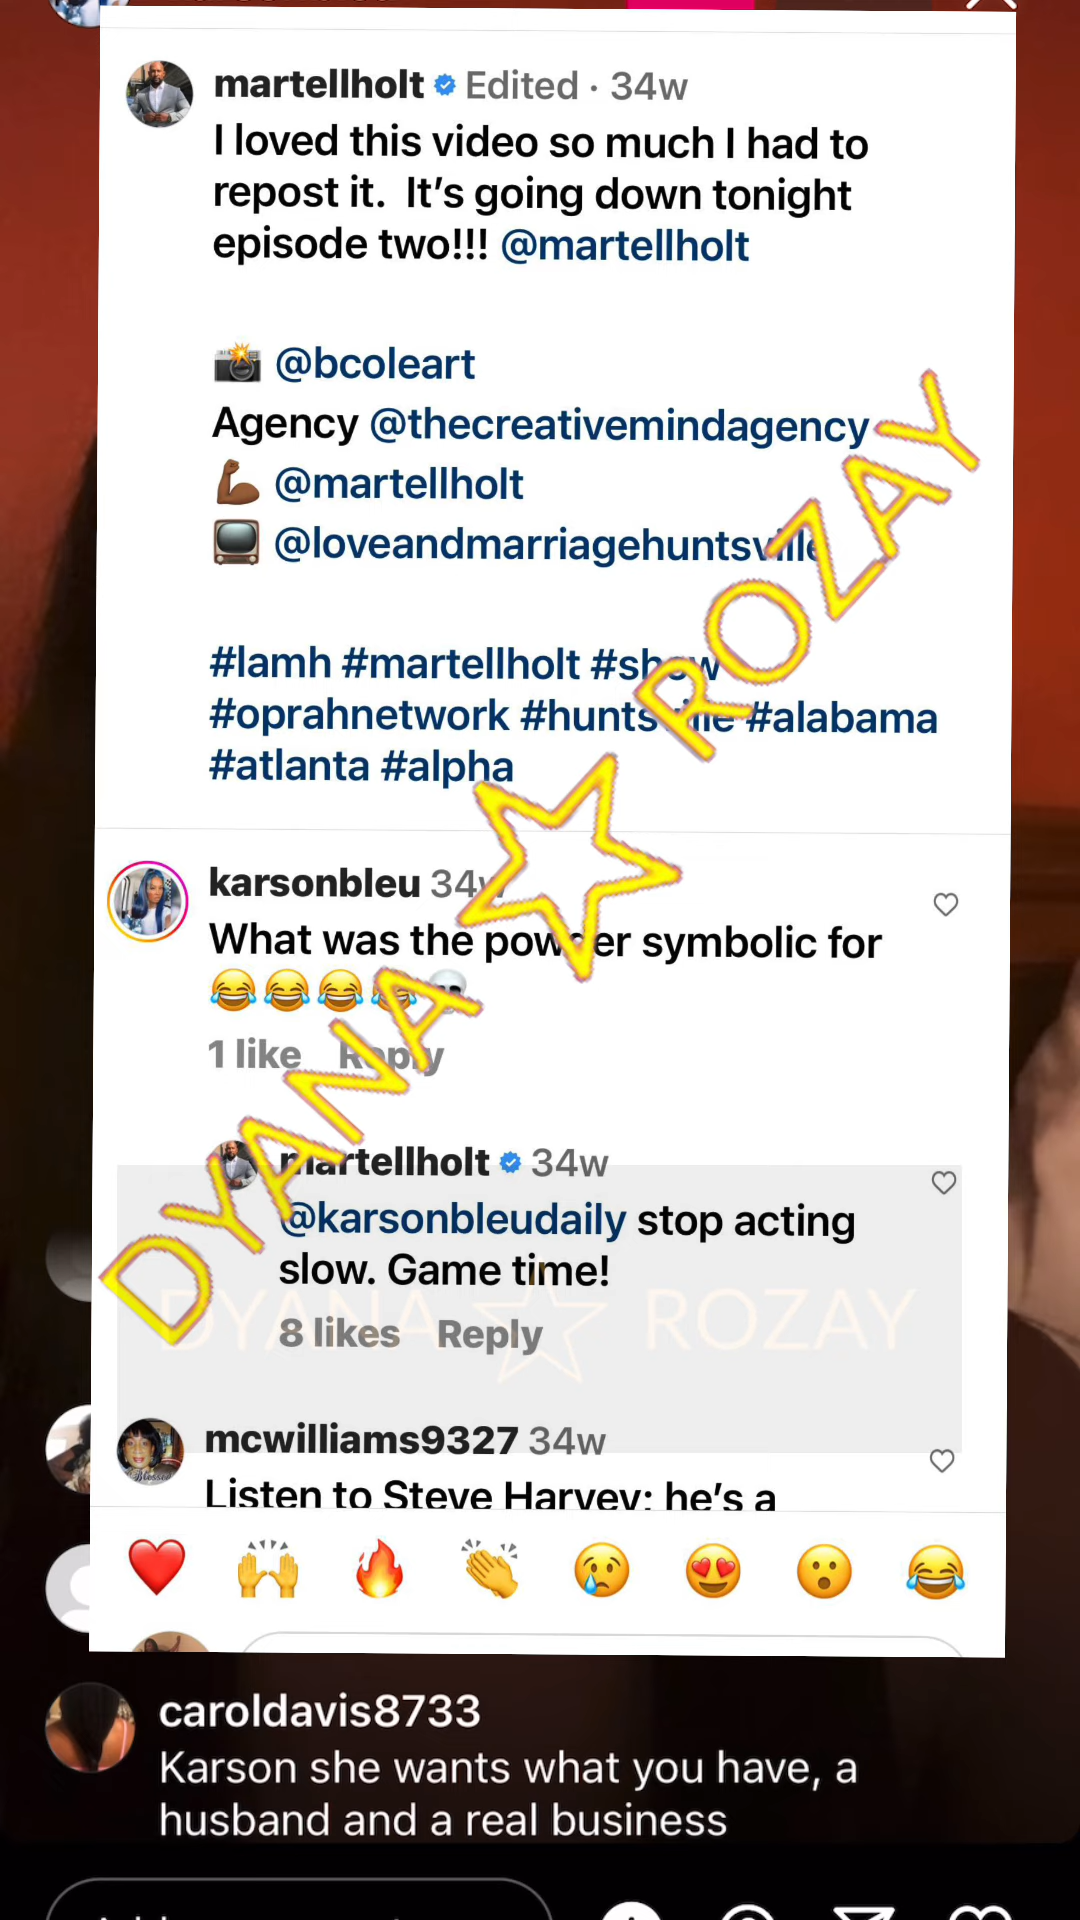 martellholt Edited · 34w
I loved this video so much I had to
repost it. It's going down tonight
episode two!!! @martellholt
📸 @bcoleart
Agency @thecreativemindagency
💪🏾 @martellholt
📺 @loveandmarriagehuntsville
#lamh #martellholt #show
#oprahnetwork #huntsville #alabama
#atlanta #alpha
DYANA ☆ ROZAY
karsonbleu 34w
What was the powder symbolic for
😂😂😂😂💀
1 like Reply
martellholt 34w
@karsonbleudaily stop acting
slow. Game time!
8 likes Reply
DYANA ☆ ROZAY
mcwilliams9327 34w
Listen to Steve Harvey; he's a
❤️ 🙌 🔥 👏 😢 😍 😮 😂
caroldavis8733
Karson she wants what you have, a
husband and a real business